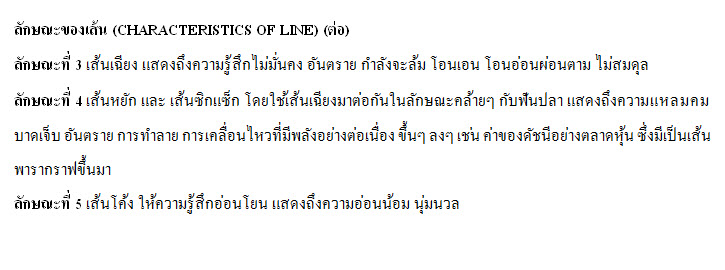 ลักษณะของเส้น (CHARACTERISTICS OF LINE) (ต่อ)
ลักษณะที่ 3 เส้นเฉียง แสดงถึงความรู้สึกไม่มั่นคง อันตราย กำลังจะล้ม โอนเอน โอนอ่อนผ่อนตาม ไม่สมดุล
ลักษณะที่ 4 เส้นหยัก และ เส้นซิกแซ็ก โดยใช้เส้นเฉียงมาต่อกันในลักษณะคล้ายๆ กับฟันปลา แสดงถึงความแหลมคม
บาดเจ็บ อันตราย การทำลาย การเคลื่อนไหวที่มีพลังอย่างต่อเนื่อง ขึ้นๆ ลงๆ เช่น ค่าของดัชนีอย่างตลาดหุ้น ซึ่งมีเป็นเส้น
พารากราฟขึ้นมา
ลักษณะที่ 5 เส้นโค้ง ให้ความรู้สึกอ่อนโยน แสดงถึงความอ่อนน้อม นุ่มนวล